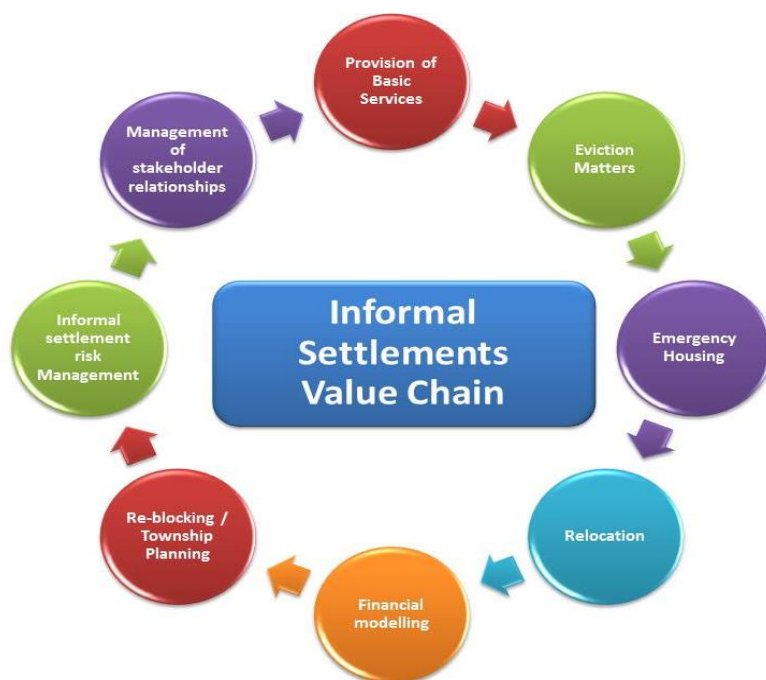 Provision of
Basic
Services
Eviction
Matters
Emergency
Housing
Relocation
Financial
modelling
Re-blocking /
Township
Planning
Informal
settlement
risk
Management
Management
of
stakeholder
relationships
Informal
Settlements
Value Chain